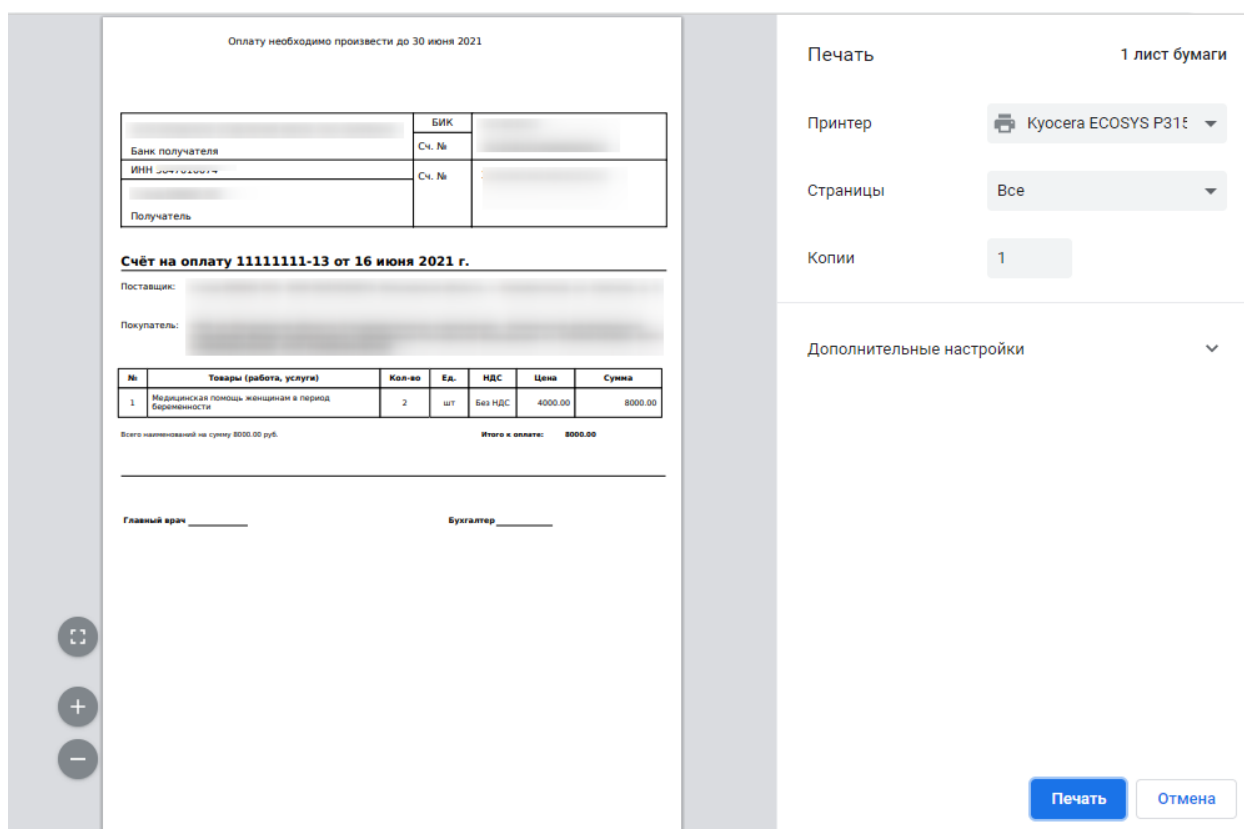 Оплату необходимо произвести до 30 июня 2021
БИК
Банк получателя
Сч. №
ИНН
Сч. №
Получатель
Счёт на оплату 11111111-13 от 16 июня 2021 г.
Поставщик:
Покупатель:
№ Товары (работа, услуги) Кол-во Ед. НДС Цена Сумма
1 Медицинская помощь женщинам в период беременности 2 шт Без НДС 4000.00 8000.00
Всего наименований на сумму 8000.00 руб. Итого к оплате: 8000.00
Главный врач Бухгалтер
Печать 1 лист бумаги
Принтер Kyocera ECOSYS P315
Страницы Все
Копии 1
Дополнительные настройки
Печать Отмена